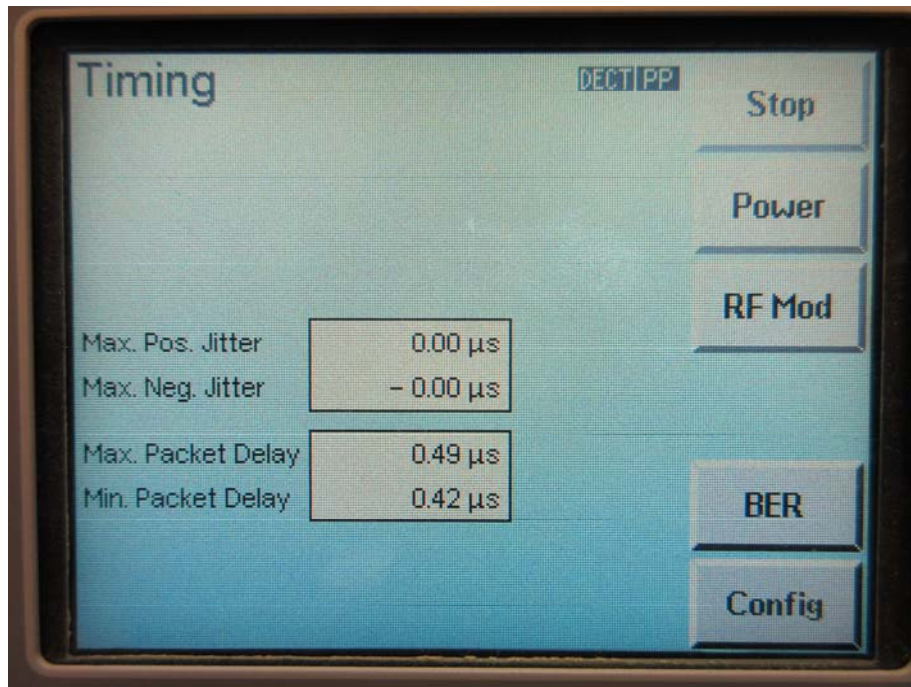 Timing
DECT PP
Stop
Power
RF Mod
Max. Pos. Jitter 0.00 µs
Max. Neg. Jitter – 0.00 µs
Max. Packet Delay 0.49 µs
Min. Packet Delay 0.42 µs
BER
Config